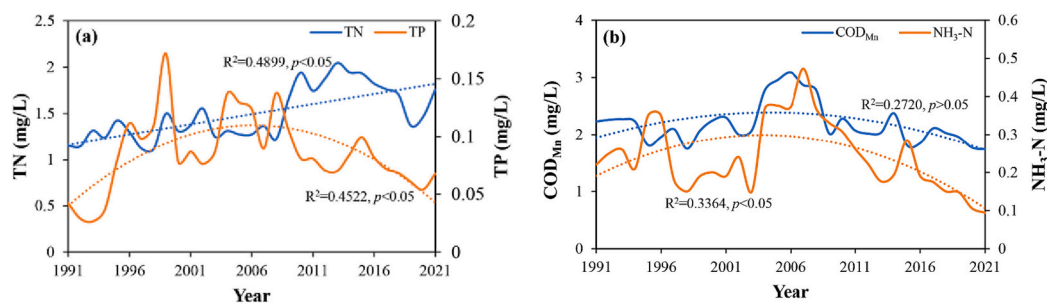 (a)
TN
TP
R²=0.4899, p<0.05
R²=0.4522, p<0.05
TN (mg/L)
2.5
2
1.5
1
0.5
0
TP (mg/L)
0.2
0.15
0.1
0.05
0
1991 1996 2001 2006 2011 2016 2021
Year
(b)
CODMn
NH3-N
R²=0.2720, p>0.05
R²=0.3364, p<0.05
CODMn (mg/L)
4
3
2
1
0
NH3-N (mg/L)
0.6
0.5
0.4
0.3
0.2
0.1
0
1991 1996 2001 2006 2011 2016 2021
Year